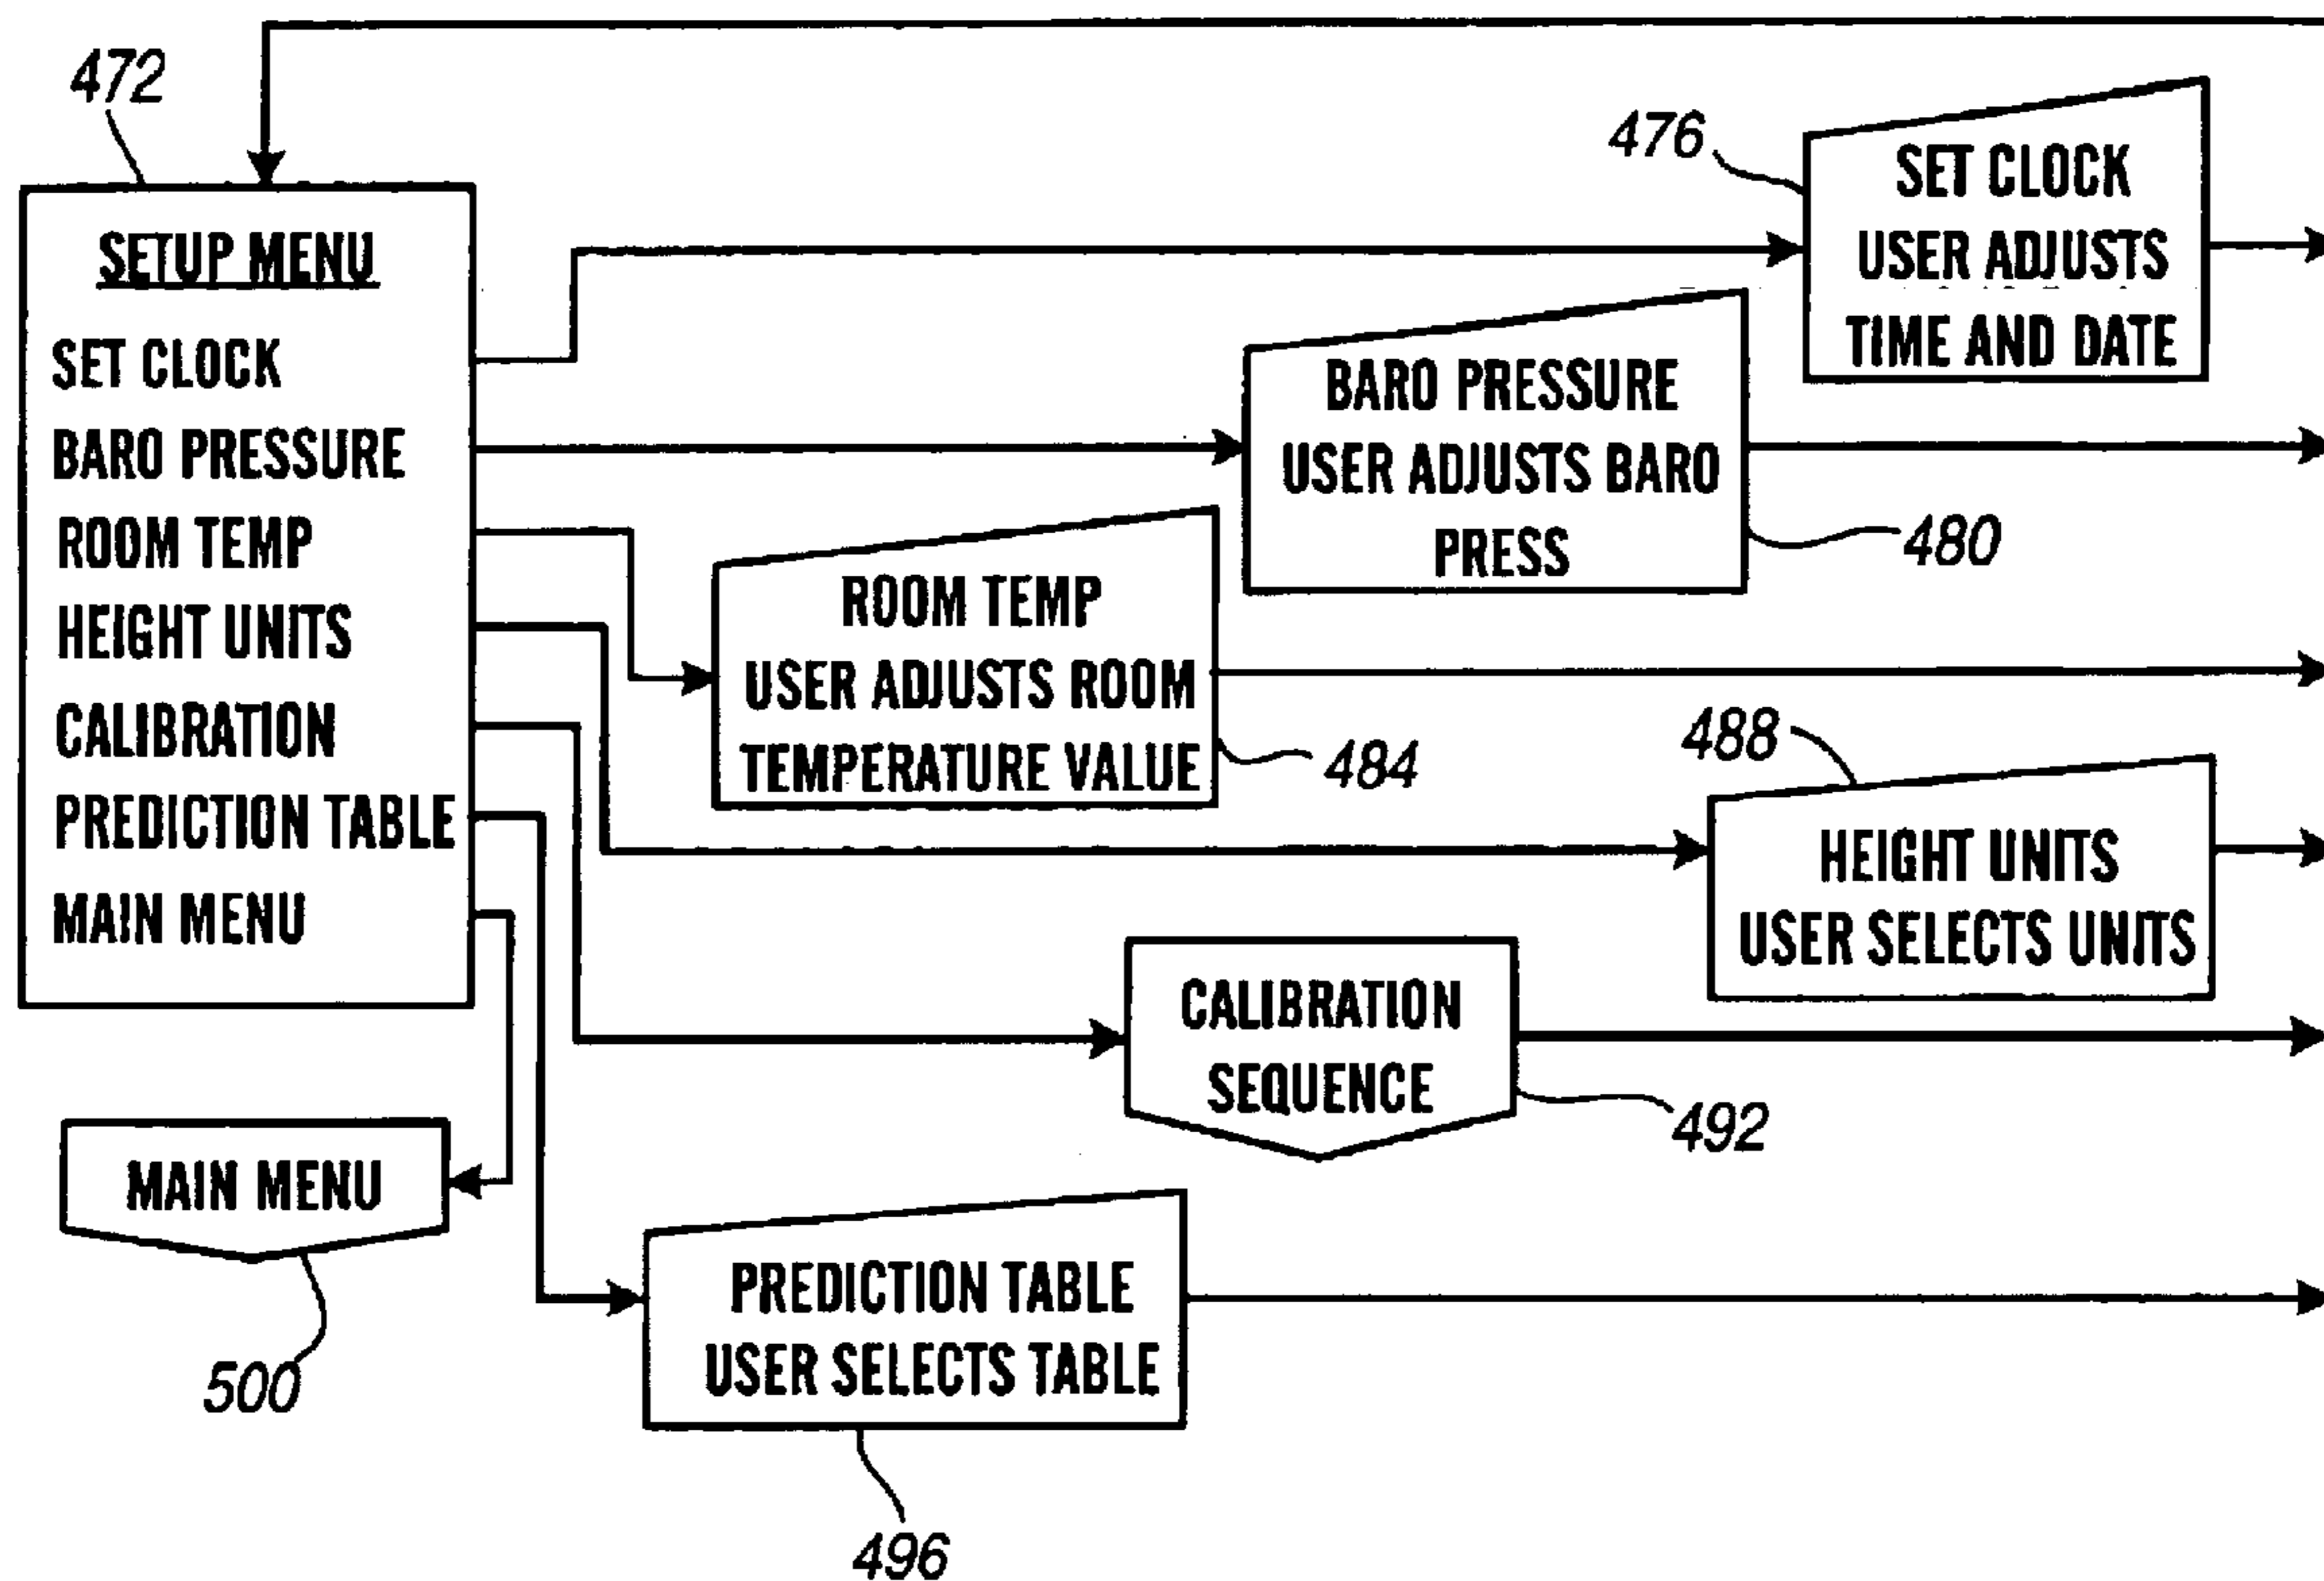 472
SETUP MENU
SET CLOCK
BARO PRESSURE
ROOM TEMP
HEIGHT UNITS
CALIBRATION
PREDICTION TABLE
MAIN MENU
476
SET CLOCK
USER ADJUSTS
TIME AND DATE
BARO PRESSURE
USER ADJUSTS BARO
PRESS
480
ROOM TEMP
USER ADJUSTS ROOM
TEMPERATURE VALUE
484
488
HEIGHT UNITS
USER SELECTS UNITS
CALIBRATION
SEQUENCE
492
MAIN MENU
500
PREDICTION TABLE
USER SELECTS TABLE
496